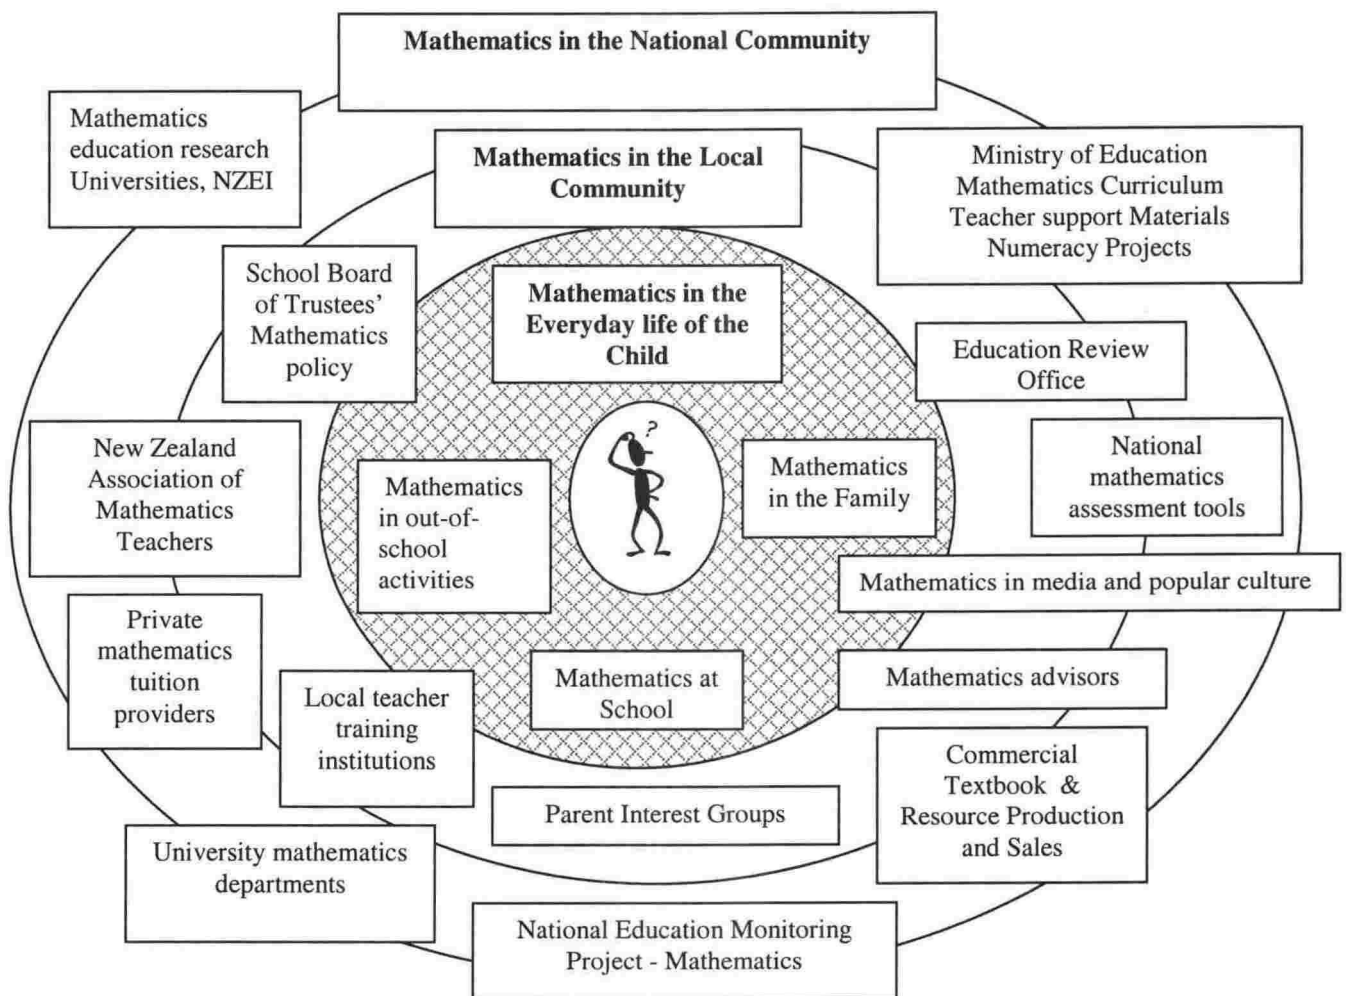 Mathematics in the National Community
Mathematics
education research
Universities, NZEI
Mathematics in the Local
Community
Ministry of Education
Mathematics Curriculum
Teacher support Materials
Numeracy Projects
School Board
of Trustees’
Mathematics
policy
Mathematics in the
Everyday life of the
Child
Education Review
Office
?
New Zealand
Association of
Mathematics
Teachers
Mathematics
in out-of-
school
activities
Mathematics
in the Family
National
mathematics
assessment tools
Mathematics in media and popular culture
Private
mathematics
tuition
providers
Local teacher
training
institutions
Mathematics at
School
Mathematics advisors
Commercial
Textbook &
Resource Production
and Sales
Parent Interest Groups
University mathematics
departments
National Education Monitoring
Project - Mathematics